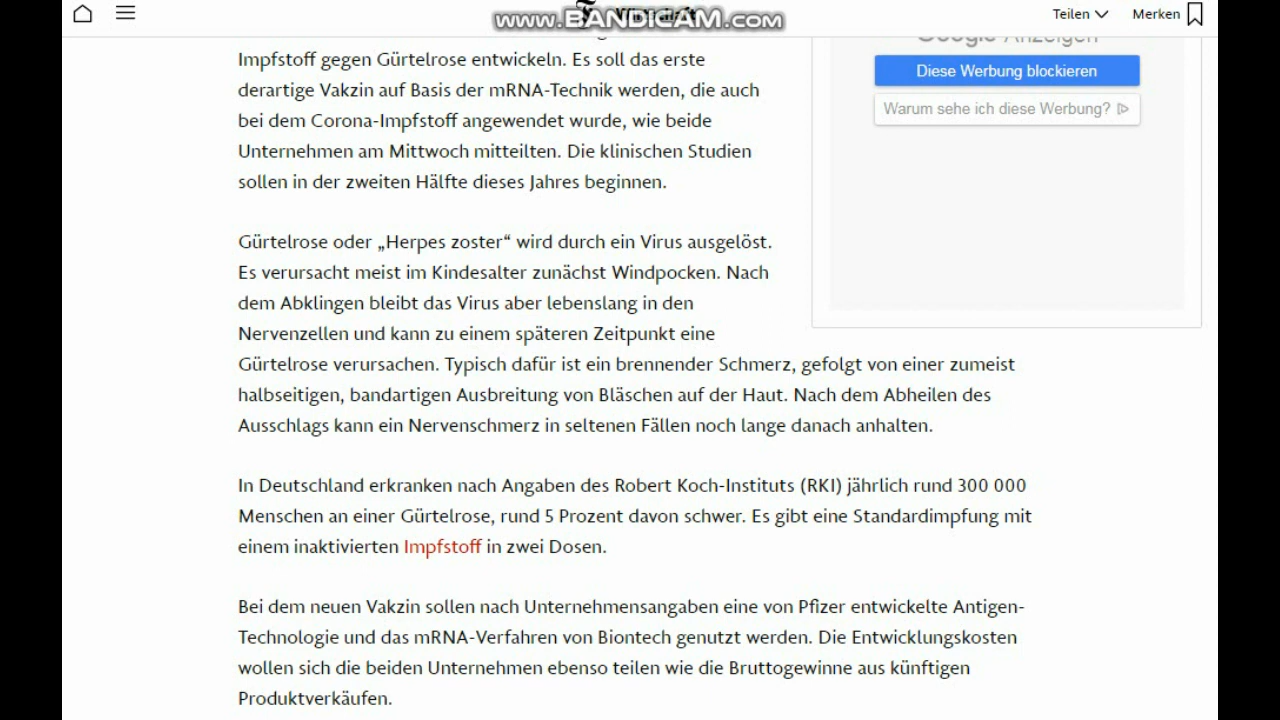 Teilen
Merken
www.BANDICAM.com
Anzeigen
Diese Werbung blockieren
Warum sehe ich diese Werbung?
Impfstoff gegen Gürtelrose entwickeln. Es soll das erste
derartige Vakzin auf Basis der mRNA-Technik werden, die auch
bei dem Corona-Impfstoff angewendet wurde, wie beide
Unternehmen am Mittwoch mitteilten. Die klinischen Studien
sollen in der zweiten Hälfte dieses Jahres beginnen.
Gürtelrose oder „Herpes zoster“ wird durch ein Virus ausgelöst.
Es verursacht meist im Kindesalter zunächst Windpocken. Nach
dem Abklingen bleibt das Virus aber lebenslang in den
Nervenzellen und kann zu einem späteren Zeitpunkt eine
Gürtelrose verursachen. Typisch dafür ist ein brennender Schmerz, gefolgt von einer zumeist
halbseitigen, bandartigen Ausbreitung von Bläschen auf der Haut. Nach dem Abheilen des
Ausschlags kann ein Nervenschmerz in seltenen Fällen noch lange danach anhalten.
In Deutschland erkranken nach Angaben des Robert Koch-Instituts (RKI) jährlich rund 300 000
Menschen an einer Gürtelrose, rund 5 Prozent davon schwer. Es gibt eine Standardimpfung mit
einem inaktivierten Impfstoff in zwei Dosen.
Bei dem neuen Vakzin sollen nach Unternehmensangaben eine von Pfizer entwickelte Antigen-
Technologie und das mRNA-Verfahren von Biontech genutzt werden. Die Entwicklungskosten
wollen sich die beiden Unternehmen ebenso teilen wie die Bruttogewinne aus künftigen
Produktverkäufen.